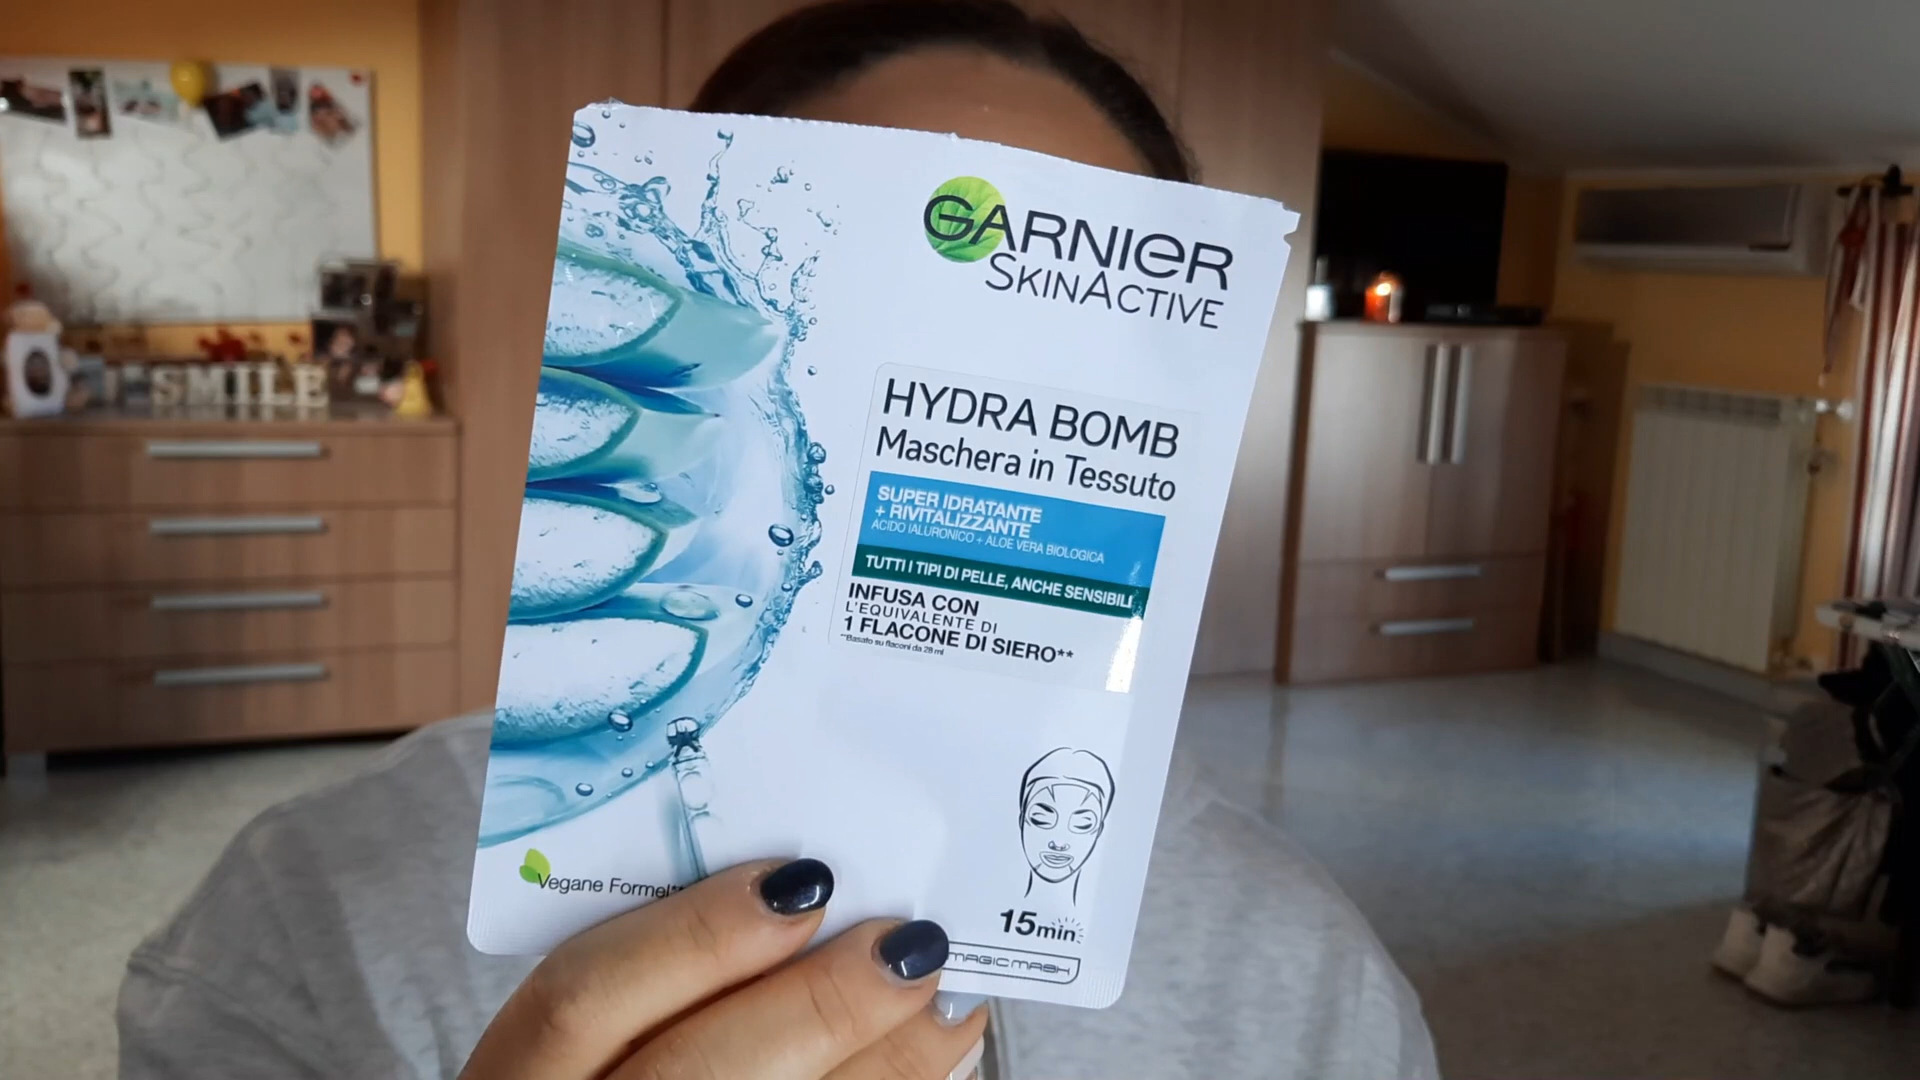 SMILE
GARNIER
SKINACTIVE
HYDRA BOMB
Maschera in Tessuto
SUPER IDRATANTE
+ RIVITALIZZANTE
ACIDO IALURONICO + ALOE VERA BIOLOGICA
TUTTI I TIPI DI PELLE, ANCHE SENSIBILI
INFUSA CON
L'EQUIVALENTE DI
1 FLACONE DI SIERO**
**Basato su flaconi da 28 ml
Vegane Formel**
15min
MAGIC MASK